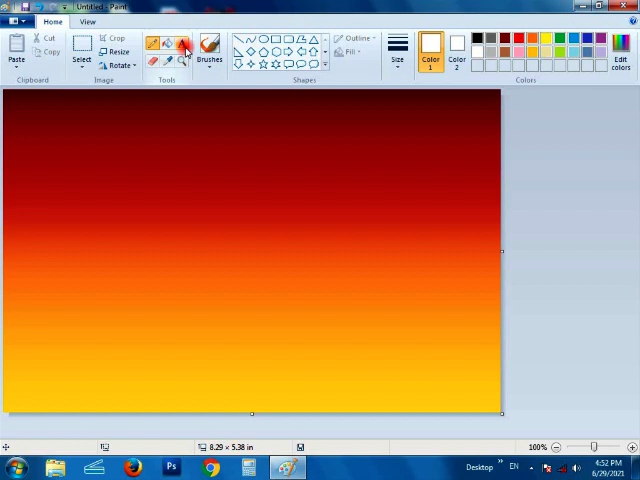 Untitled - Paint
Home View
Paste
Cut
Copy
Clipboard
Select
Crop
Resize
Rotate
Image
A
Tools
Brushes
Outline
Fill
Shapes
Size
Color 1
Color 2
Edit colors
Colors
8.29 × 5.38 in
100%
Ps
Desktop » EN
4:52 PM
6/29/2021